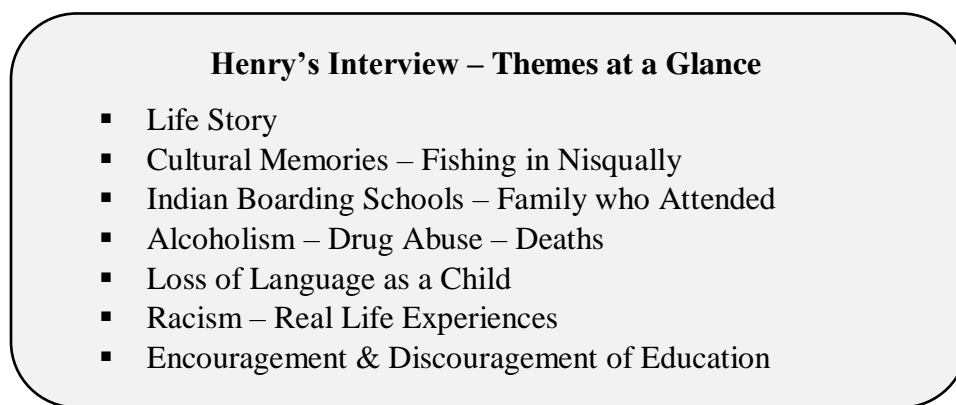 Henry’s Interview – Themes at a Glance
▪ Life Story
▪ Cultural Memories – Fishing in Nisqually
▪ Indian Boarding Schools – Family who Attended
▪ Alcoholism – Drug Abuse – Deaths
▪ Loss of Language as a Child
▪ Racism – Real Life Experiences
▪ Encouragement & Discouragement of Education